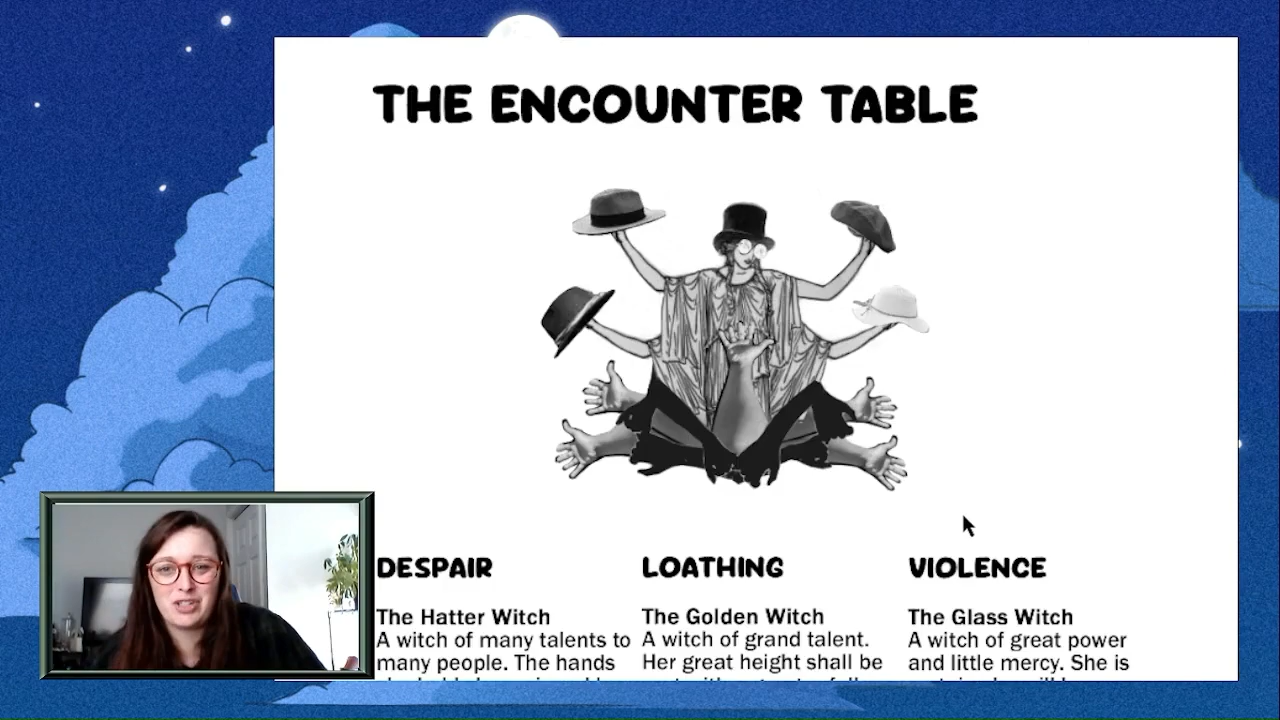 THE ENCOUNTER TABLE
DESPAIR
The Hatter Witch
A witch of many talents to
many people. The hands
LOATHING
The Golden Witch
A witch of grand talent.
Her great height shall be
VIOLENCE
The Glass Witch
A witch of great power
and little mercy. She is